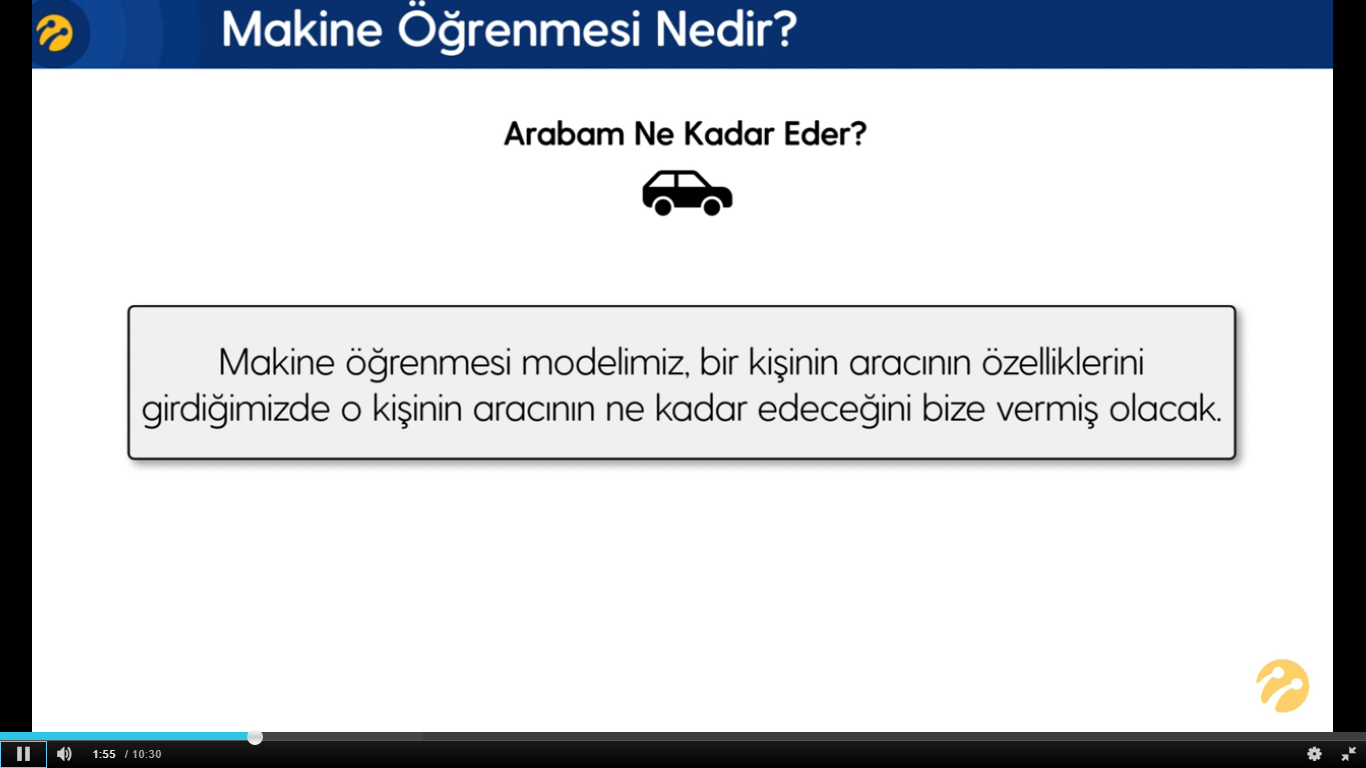 Makine Öğrenmesi Nedir?
Arabam Ne Kadar Eder?
Makine öğrenmesi modelimiz, bir kişinin aracının özelliklerini
girdiğimizde o kişinin aracının ne kadar edeceğini bize vermiş olacak.
1:55 / 10:30